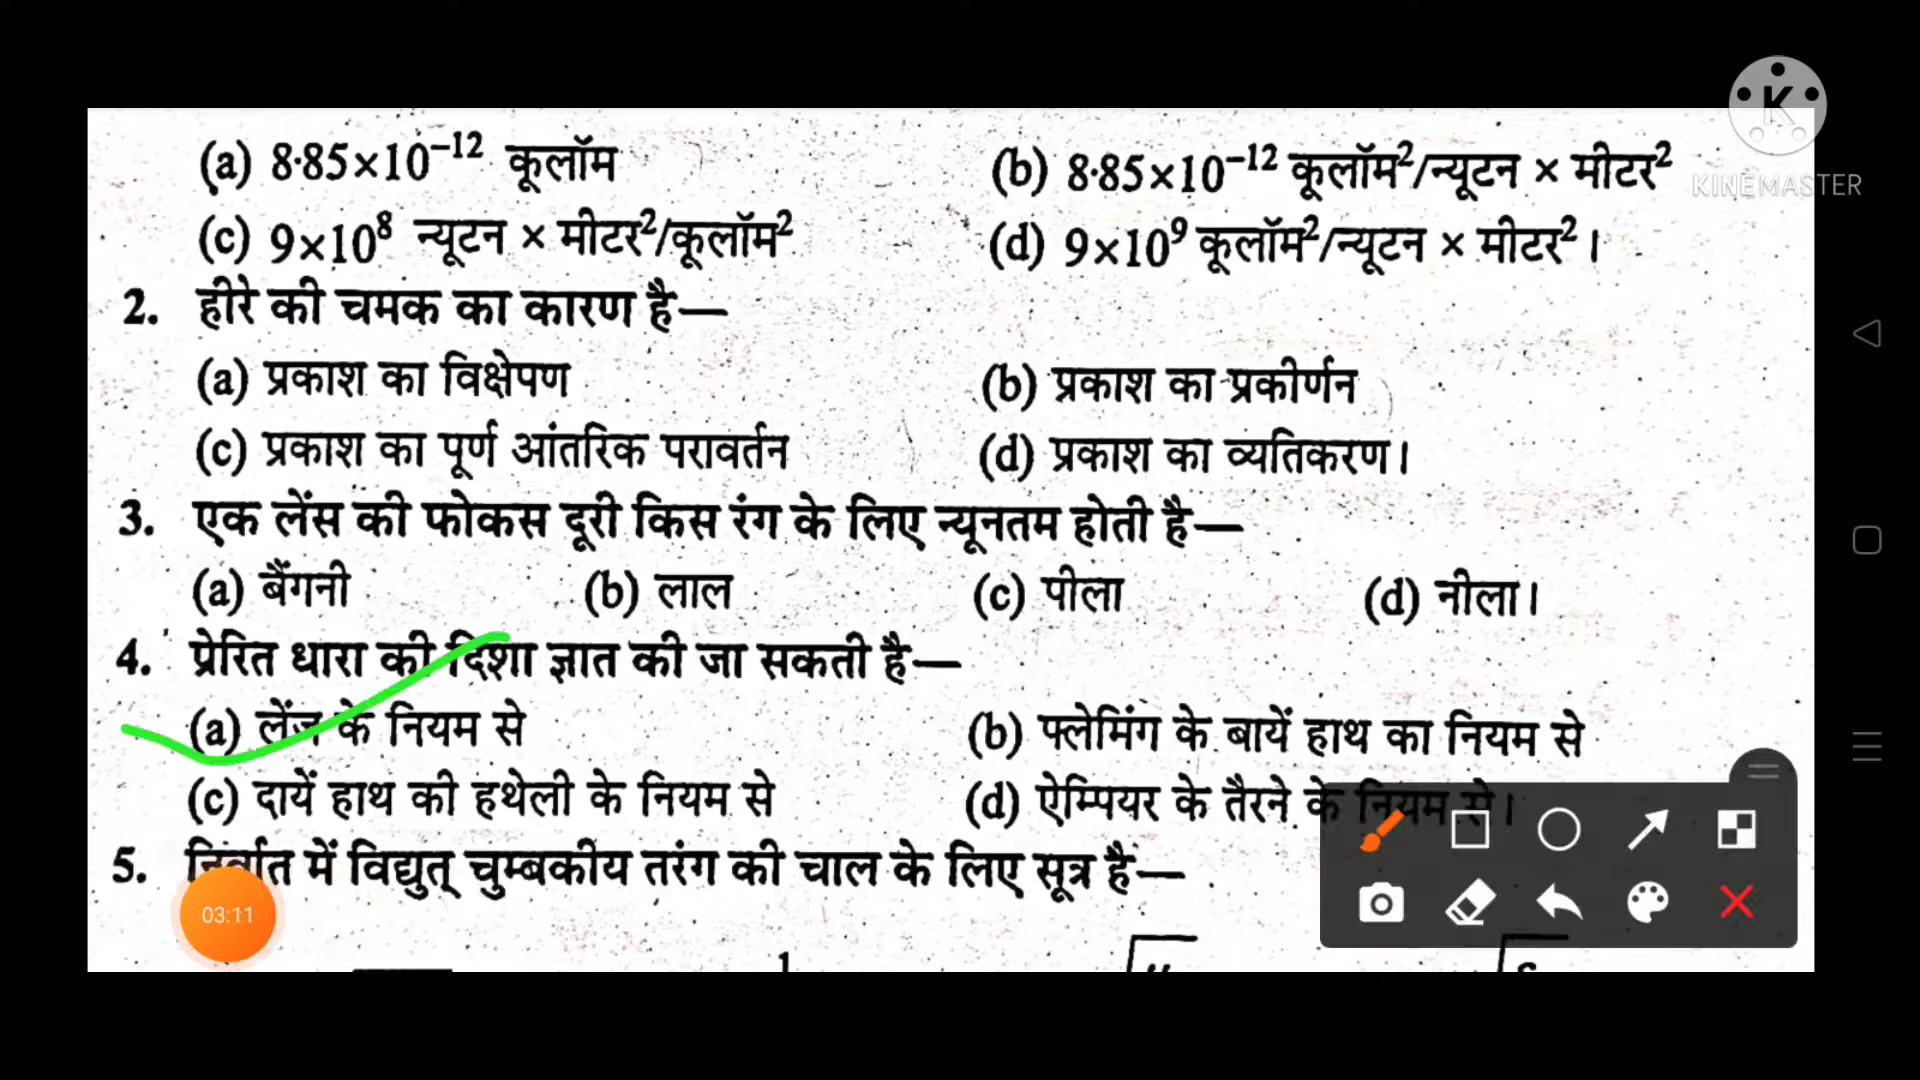 (a) 8·85×10⁻¹² कूलॉम (b) 8·85×10⁻¹² कूलॉम²/न्यूटन × मीटर²
(c) 9×10⁸ न्यूटन × मीटर²/कूलॉम² (d) 9×10⁹ कूलॉम²/न्यूटन × मीटर²।
2. हीरे की चमक का कारण है—
(a) प्रकाश का विक्षेपण (b) प्रकाश का प्रकीर्णन
(c) प्रकाश का पूर्ण आंतरिक परावर्तन (d) प्रकाश का व्यतिकरण।
3. एक लेंस की फोकस दूरी किस रंग के लिए न्यूनतम होती है—
(a) बैंगनी (b) लाल (c) पीला (d) नीला।
4. प्रेरित धारा की दिशा ज्ञात की जा सकती है—
(a) लेंज के नियम से (b) फ्लेमिंग के बायें हाथ का नियम से
(c) दायें हाथ की हथेली के नियम से (d) ऐम्पियर के तैरने के नियम से।
5. निर्वात में विद्युत् चुम्बकीय तरंग की चाल के लिए सूत्र है—
03:11
K
KINEMASTER